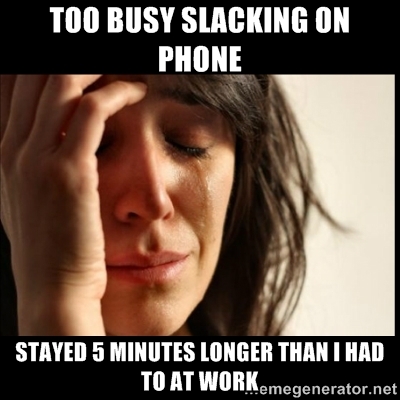 TOO BUSY SLACKING ON
PHONE
STAYED 5 MINUTES LONGER THAN I HAD
TO AT WORK
memegenerator.net